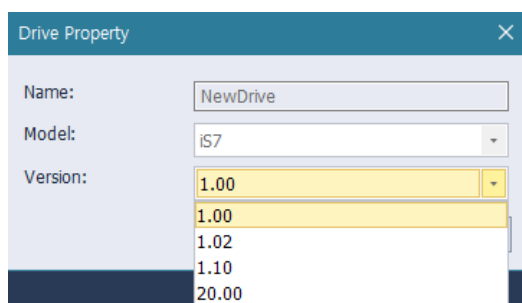 Drive Property
Name: NewDrive
Model: iS7
Version: 1.00
1.00
1.02
1.10
20.00